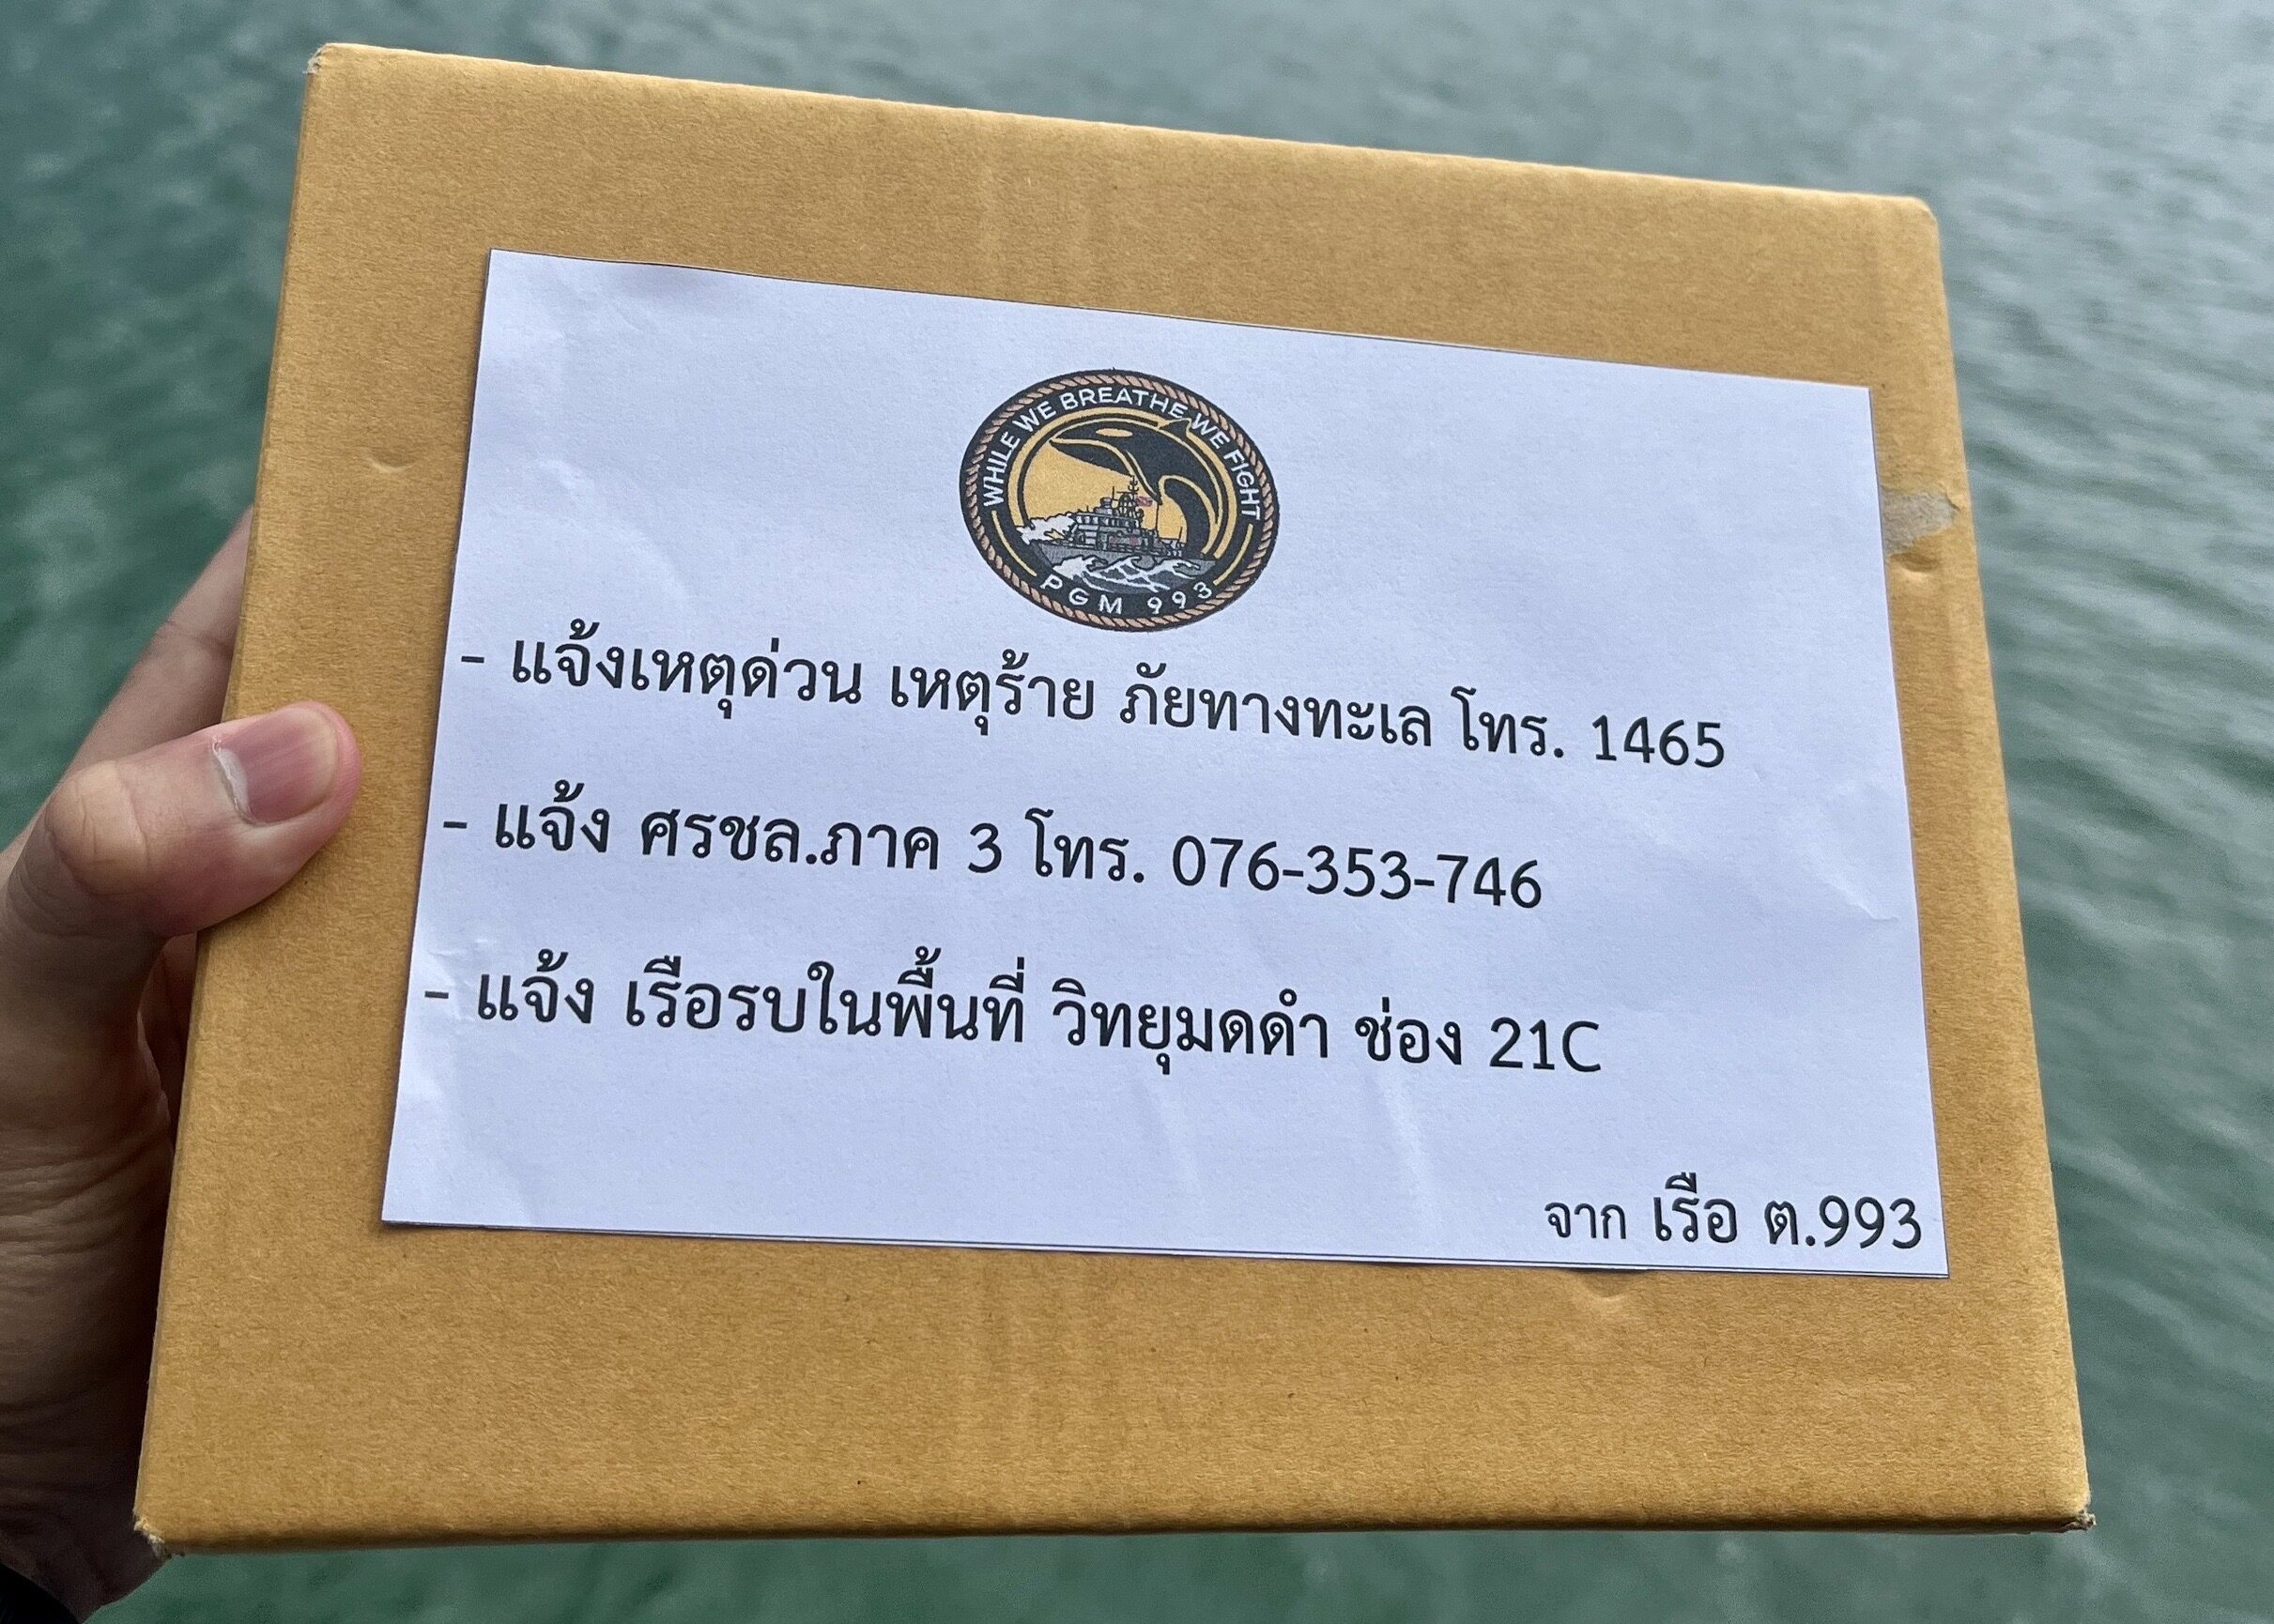 WHILE WE BREATHE WE FIGHT
PGM 993
- แจ้งเหตุด่วน เหตุร้าย ภัยทางทะเล โทร. 1465
- แจ้ง ศรชล.ภาค 3 โทร. 076-353-746
- แจ้ง เรือรบในพื้นที่ วิทยุมดดำ ช่อง 21C
จาก เรือ ต.993